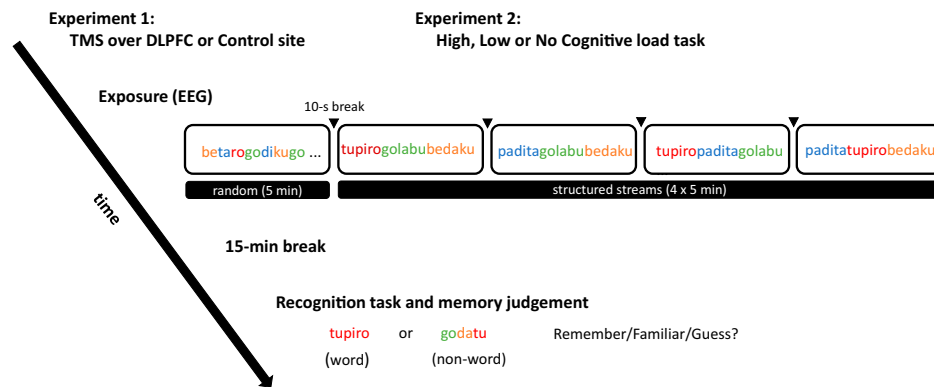 Experiment 1:
TMS over DLPFC or Control site
Experiment 2:
High, Low or No Cognitive load task
Exposure (EEG)
10-s break
betarogodikugo ...
tupirogolabubedaku
paditagolabubedaku
tupiropaditagolabu
paditatupirobedaku
random (5 min)
structured streams (4 x 5 min)
time
15-min break
Recognition task and memory judgement
tupiro or godatu Remember/Familiar/Guess?
(word) (non-word)